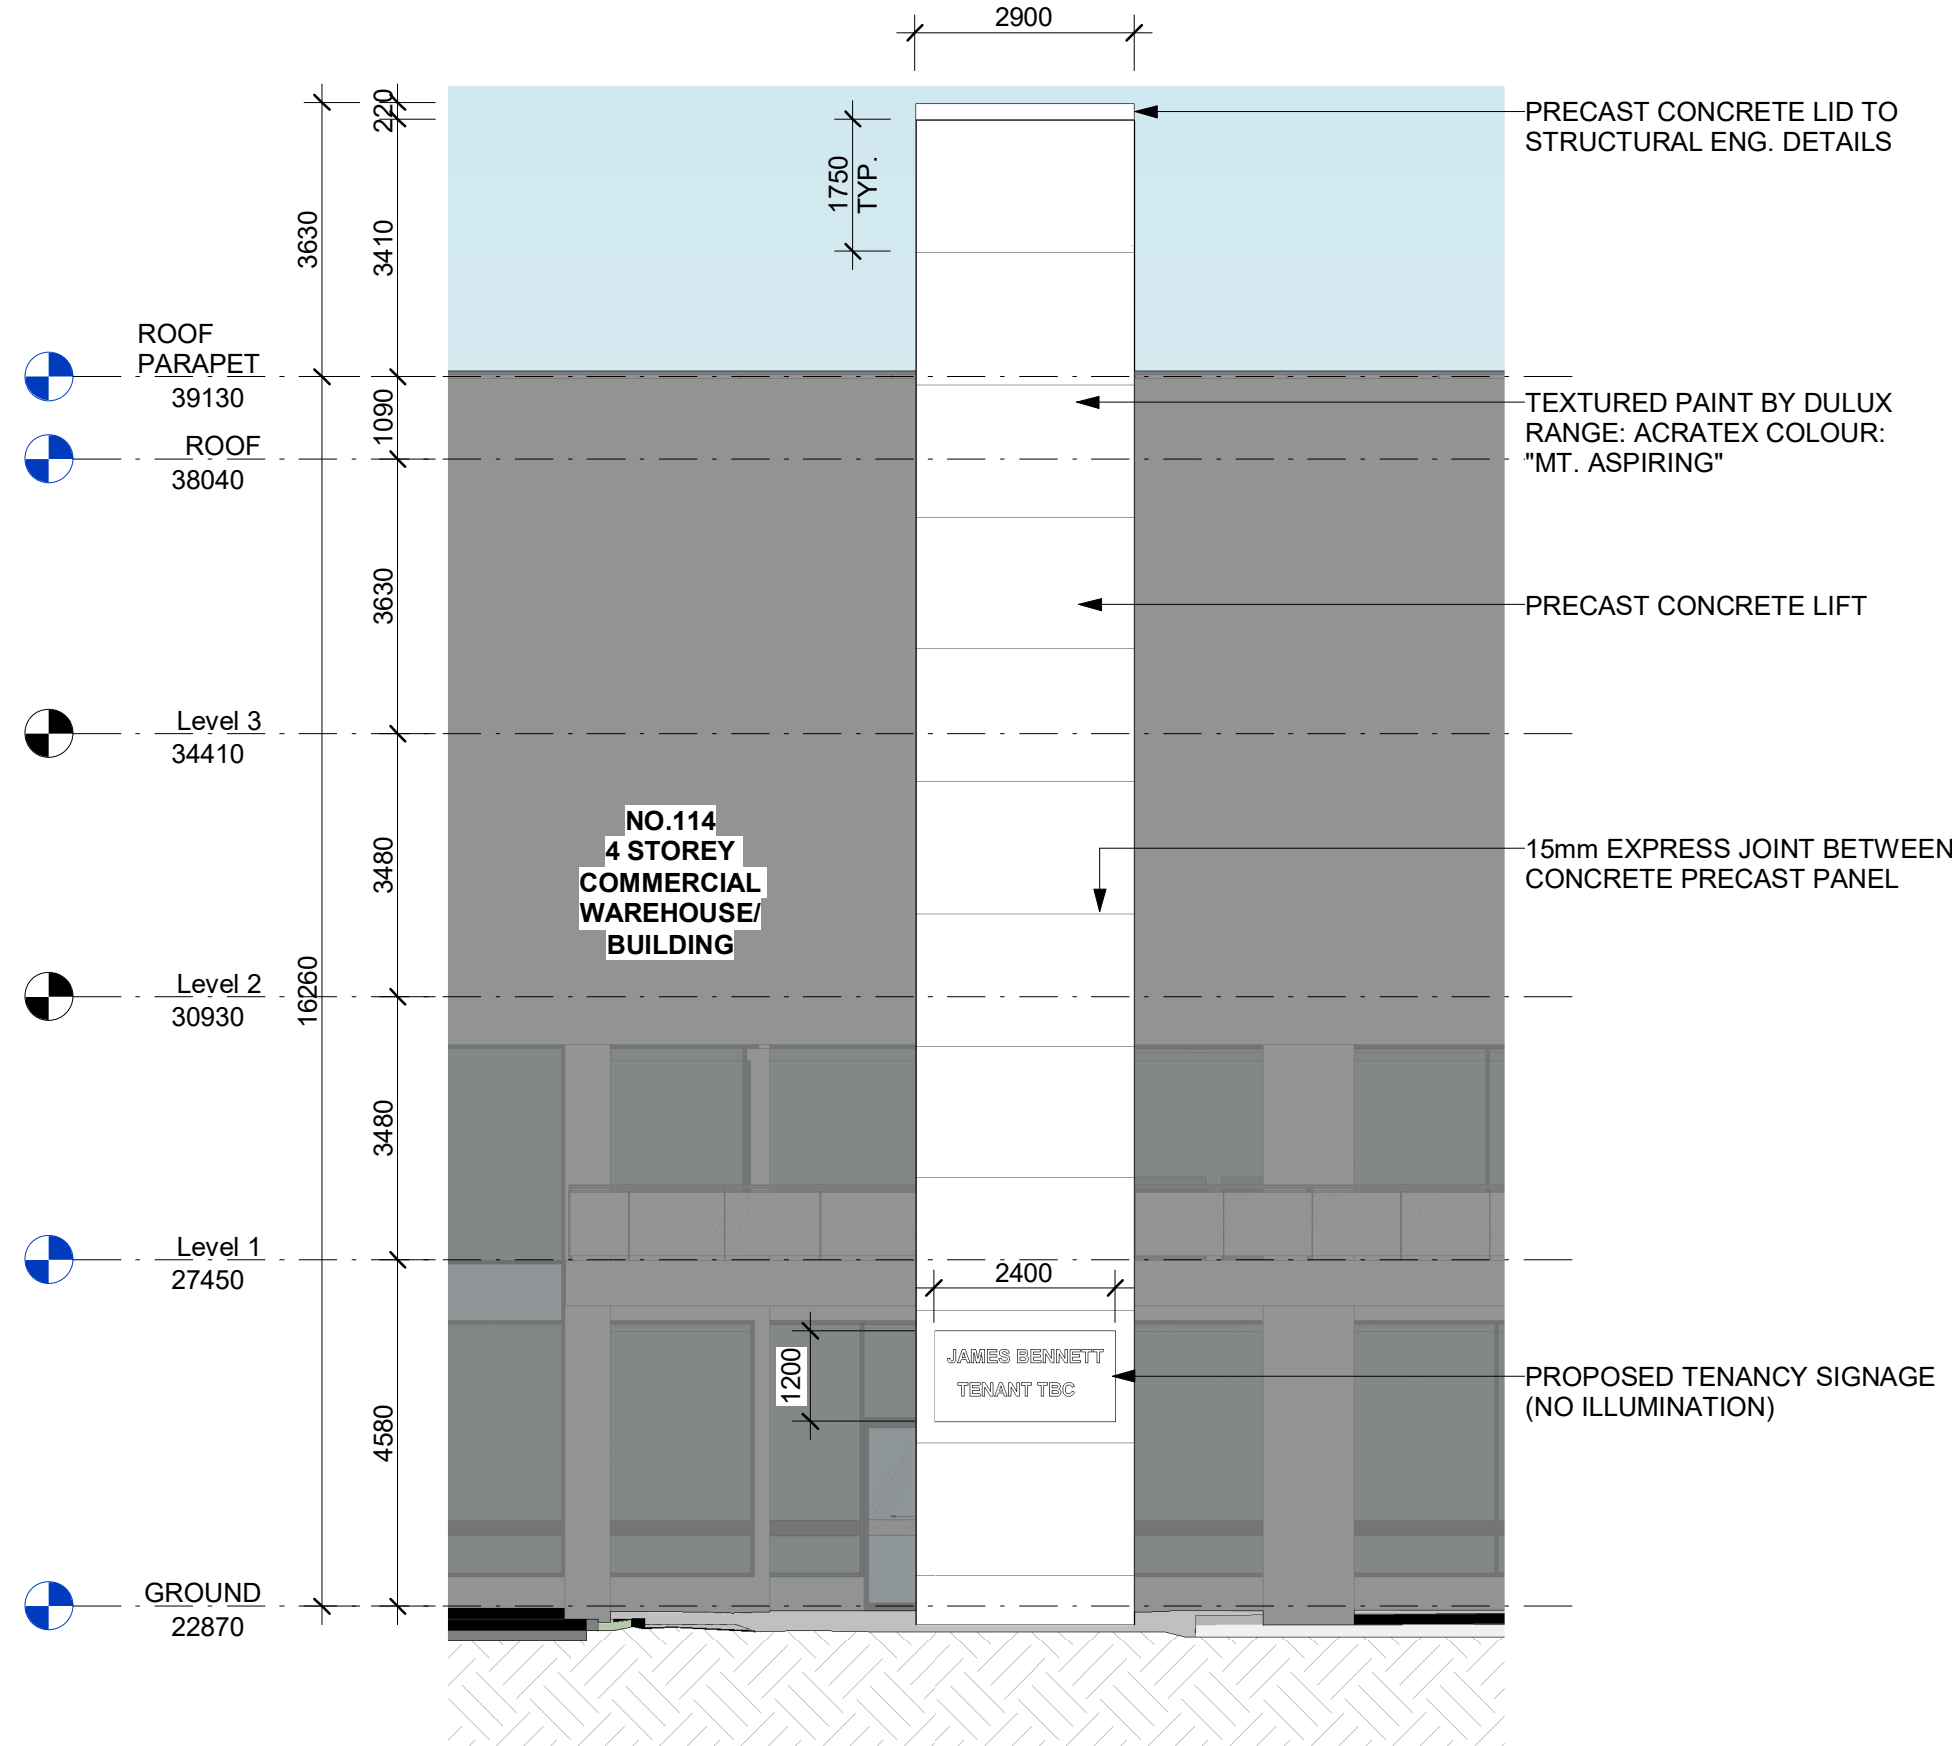 2900
220
3410
3630
1750
TYP.
PRECAST CONCRETE LID TO
STRUCTURAL ENG. DETAILS
ROOF
PARAPET
39130
1090
ROOF
38040
TEXTURED PAINT BY DULUX
RANGE: ACRATEX COLOUR:
"MT. ASPIRING"
3630
PRECAST CONCRETE LIFT
Level 3
34410
NO.114
4 STOREY
COMMERCIAL
WAREHOUSE/
BUILDING
3480
15mm EXPRESS JOINT BETWEEN
CONCRETE PRECAST PANEL
Level 2
30930
16260
3480
Level 1
27450
2400
1200
JAMES BENNETT
TENANT TBC
PROPOSED TENANCY SIGNAGE
(NO ILLUMINATION)
4580
GROUND
22870